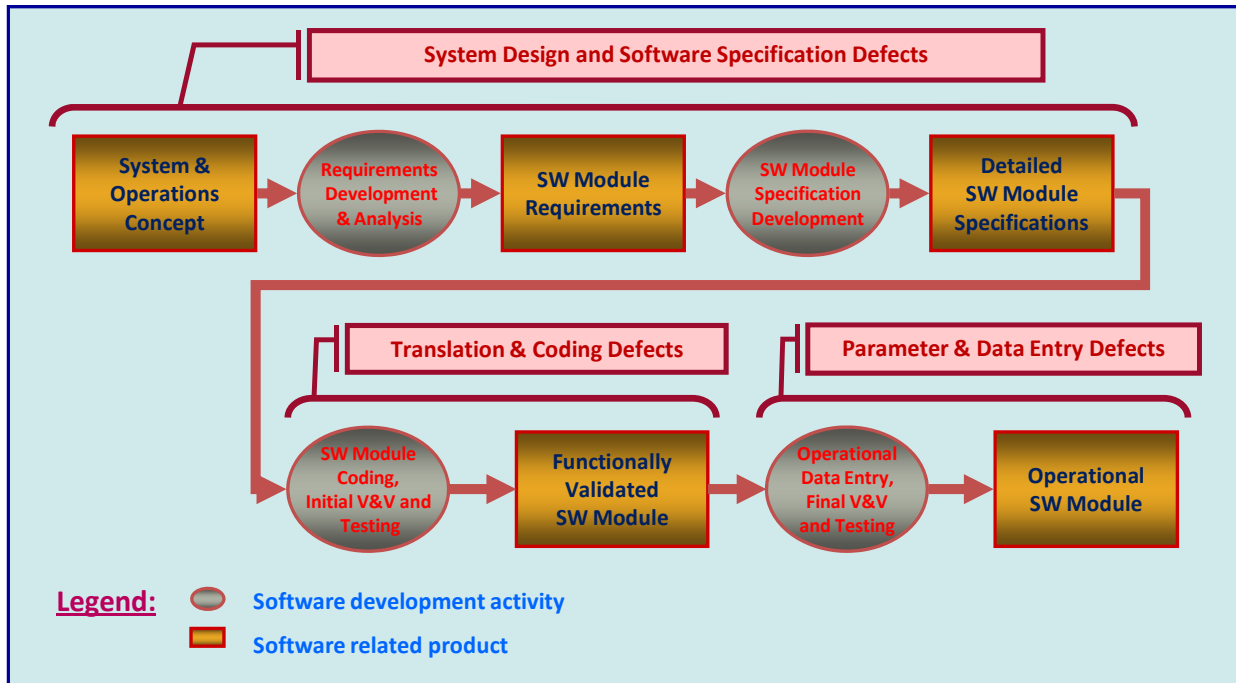 System Design and Software Specification Defects
System &
Operations
Concept
Requirements
Development
& Analysis
SW Module
Requirements
SW Module
Specification
Development
Detailed
SW Module
Specifications
Translation & Coding Defects
Parameter & Data Entry Defects
SW Module
Coding,
Initial V&V and
Testing
Functionally
Validated
SW Module
Operational
Data Entry,
Final V&V
and Testing
Operational
SW Module
Legend:
Software development activity
Software related product